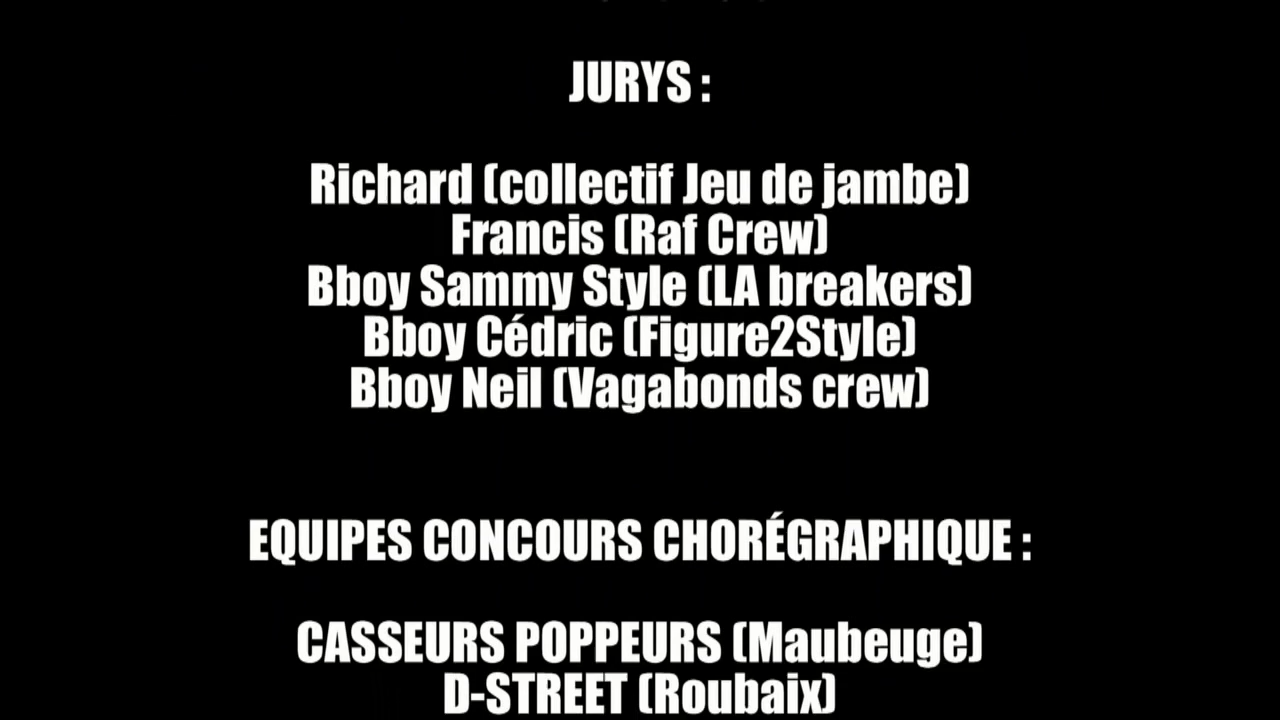 JURYS :
Richard (collectif Jeu de jambe)
Francis (Raf Crew)
Bboy Sammy Style (LA breakers)
Bboy Cédric (Figure2Style)
Bboy Neil (Vagabonds crew)
EQUIPES CONCOURS CHORÉGRAPHIQUE :
CASSEURS POPPEURS (Maubeuge)
D-STREET (Roubaix)